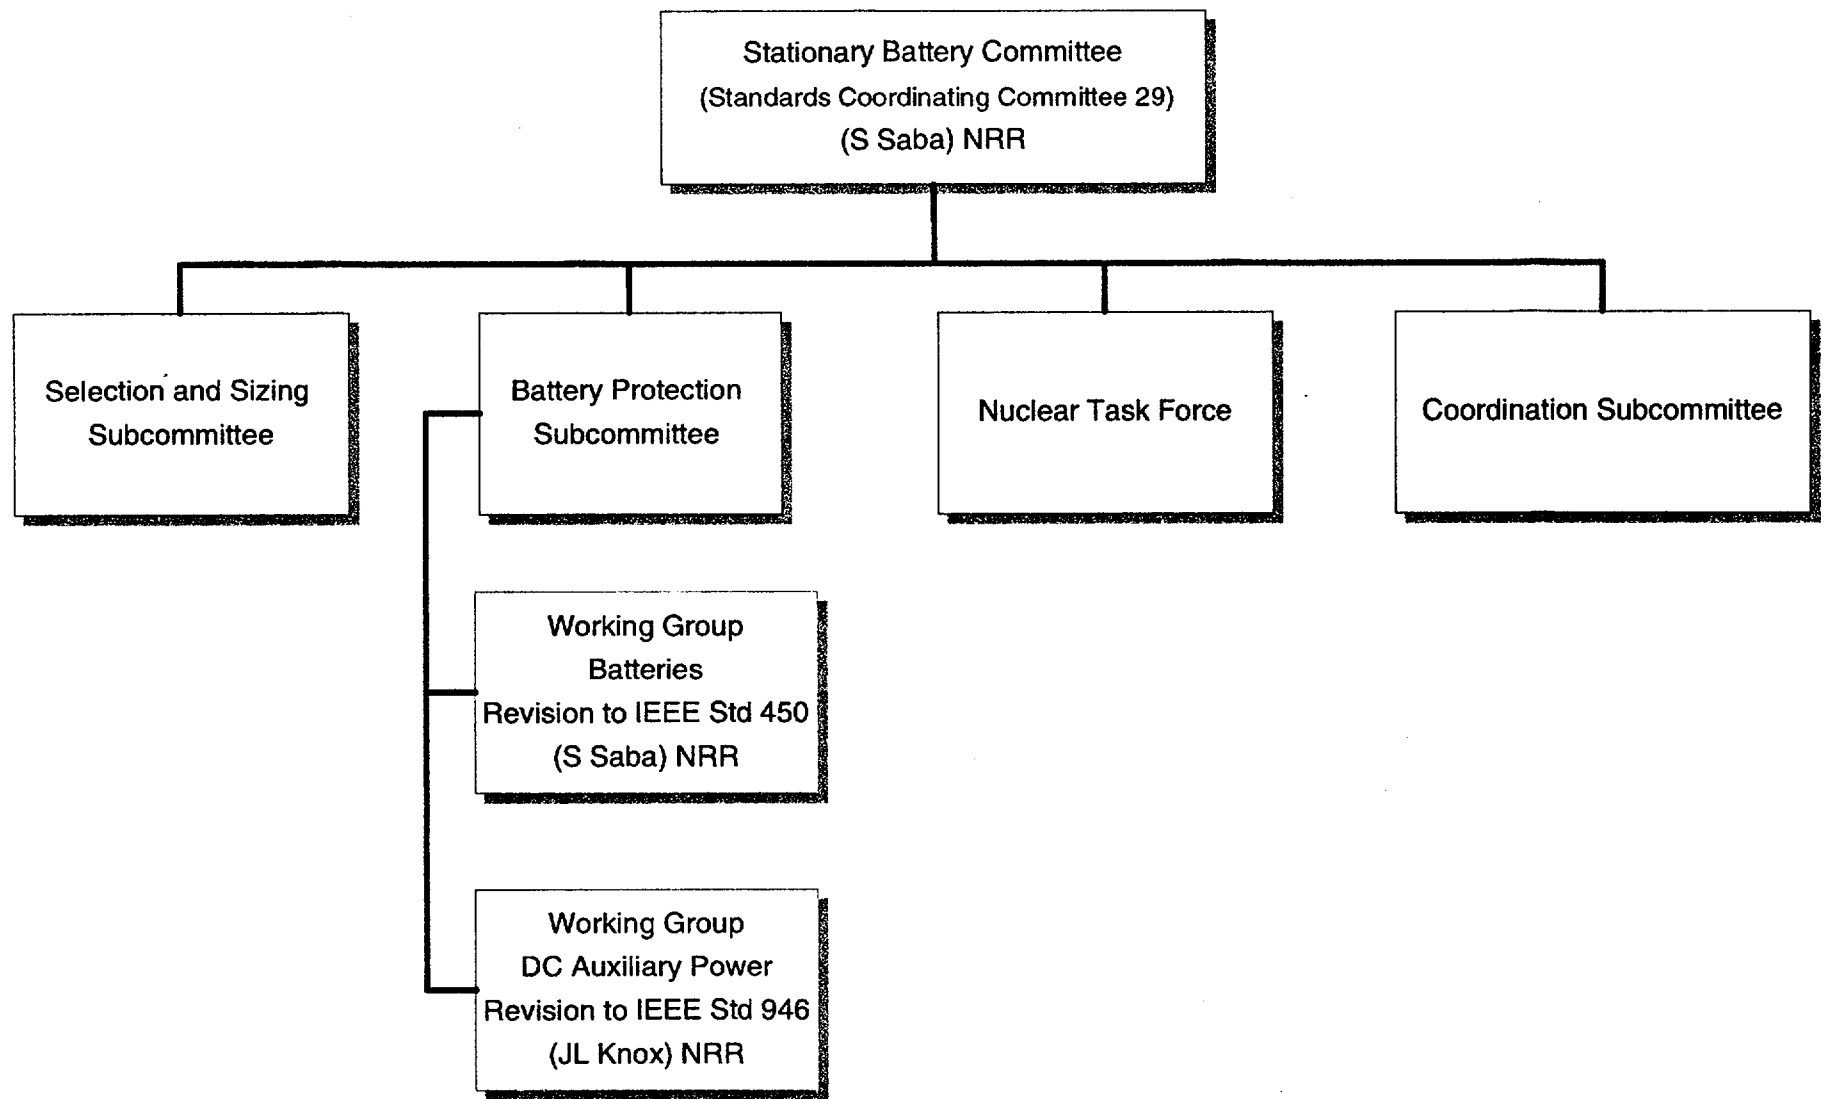 Stationary Battery Committee
(Standards Coordinating Committee 29)
(S Saba) NRR
Selection and Sizing
Subcommittee
Battery Protection
Subcommittee
Nuclear Task Force
Coordination Subcommittee
Working Group
Batteries
Revision to IEEE Std 450
(S Saba) NRR
Working Group
DC Auxiliary Power
Revision to IEEE Std 946
(JL Knox) NRR